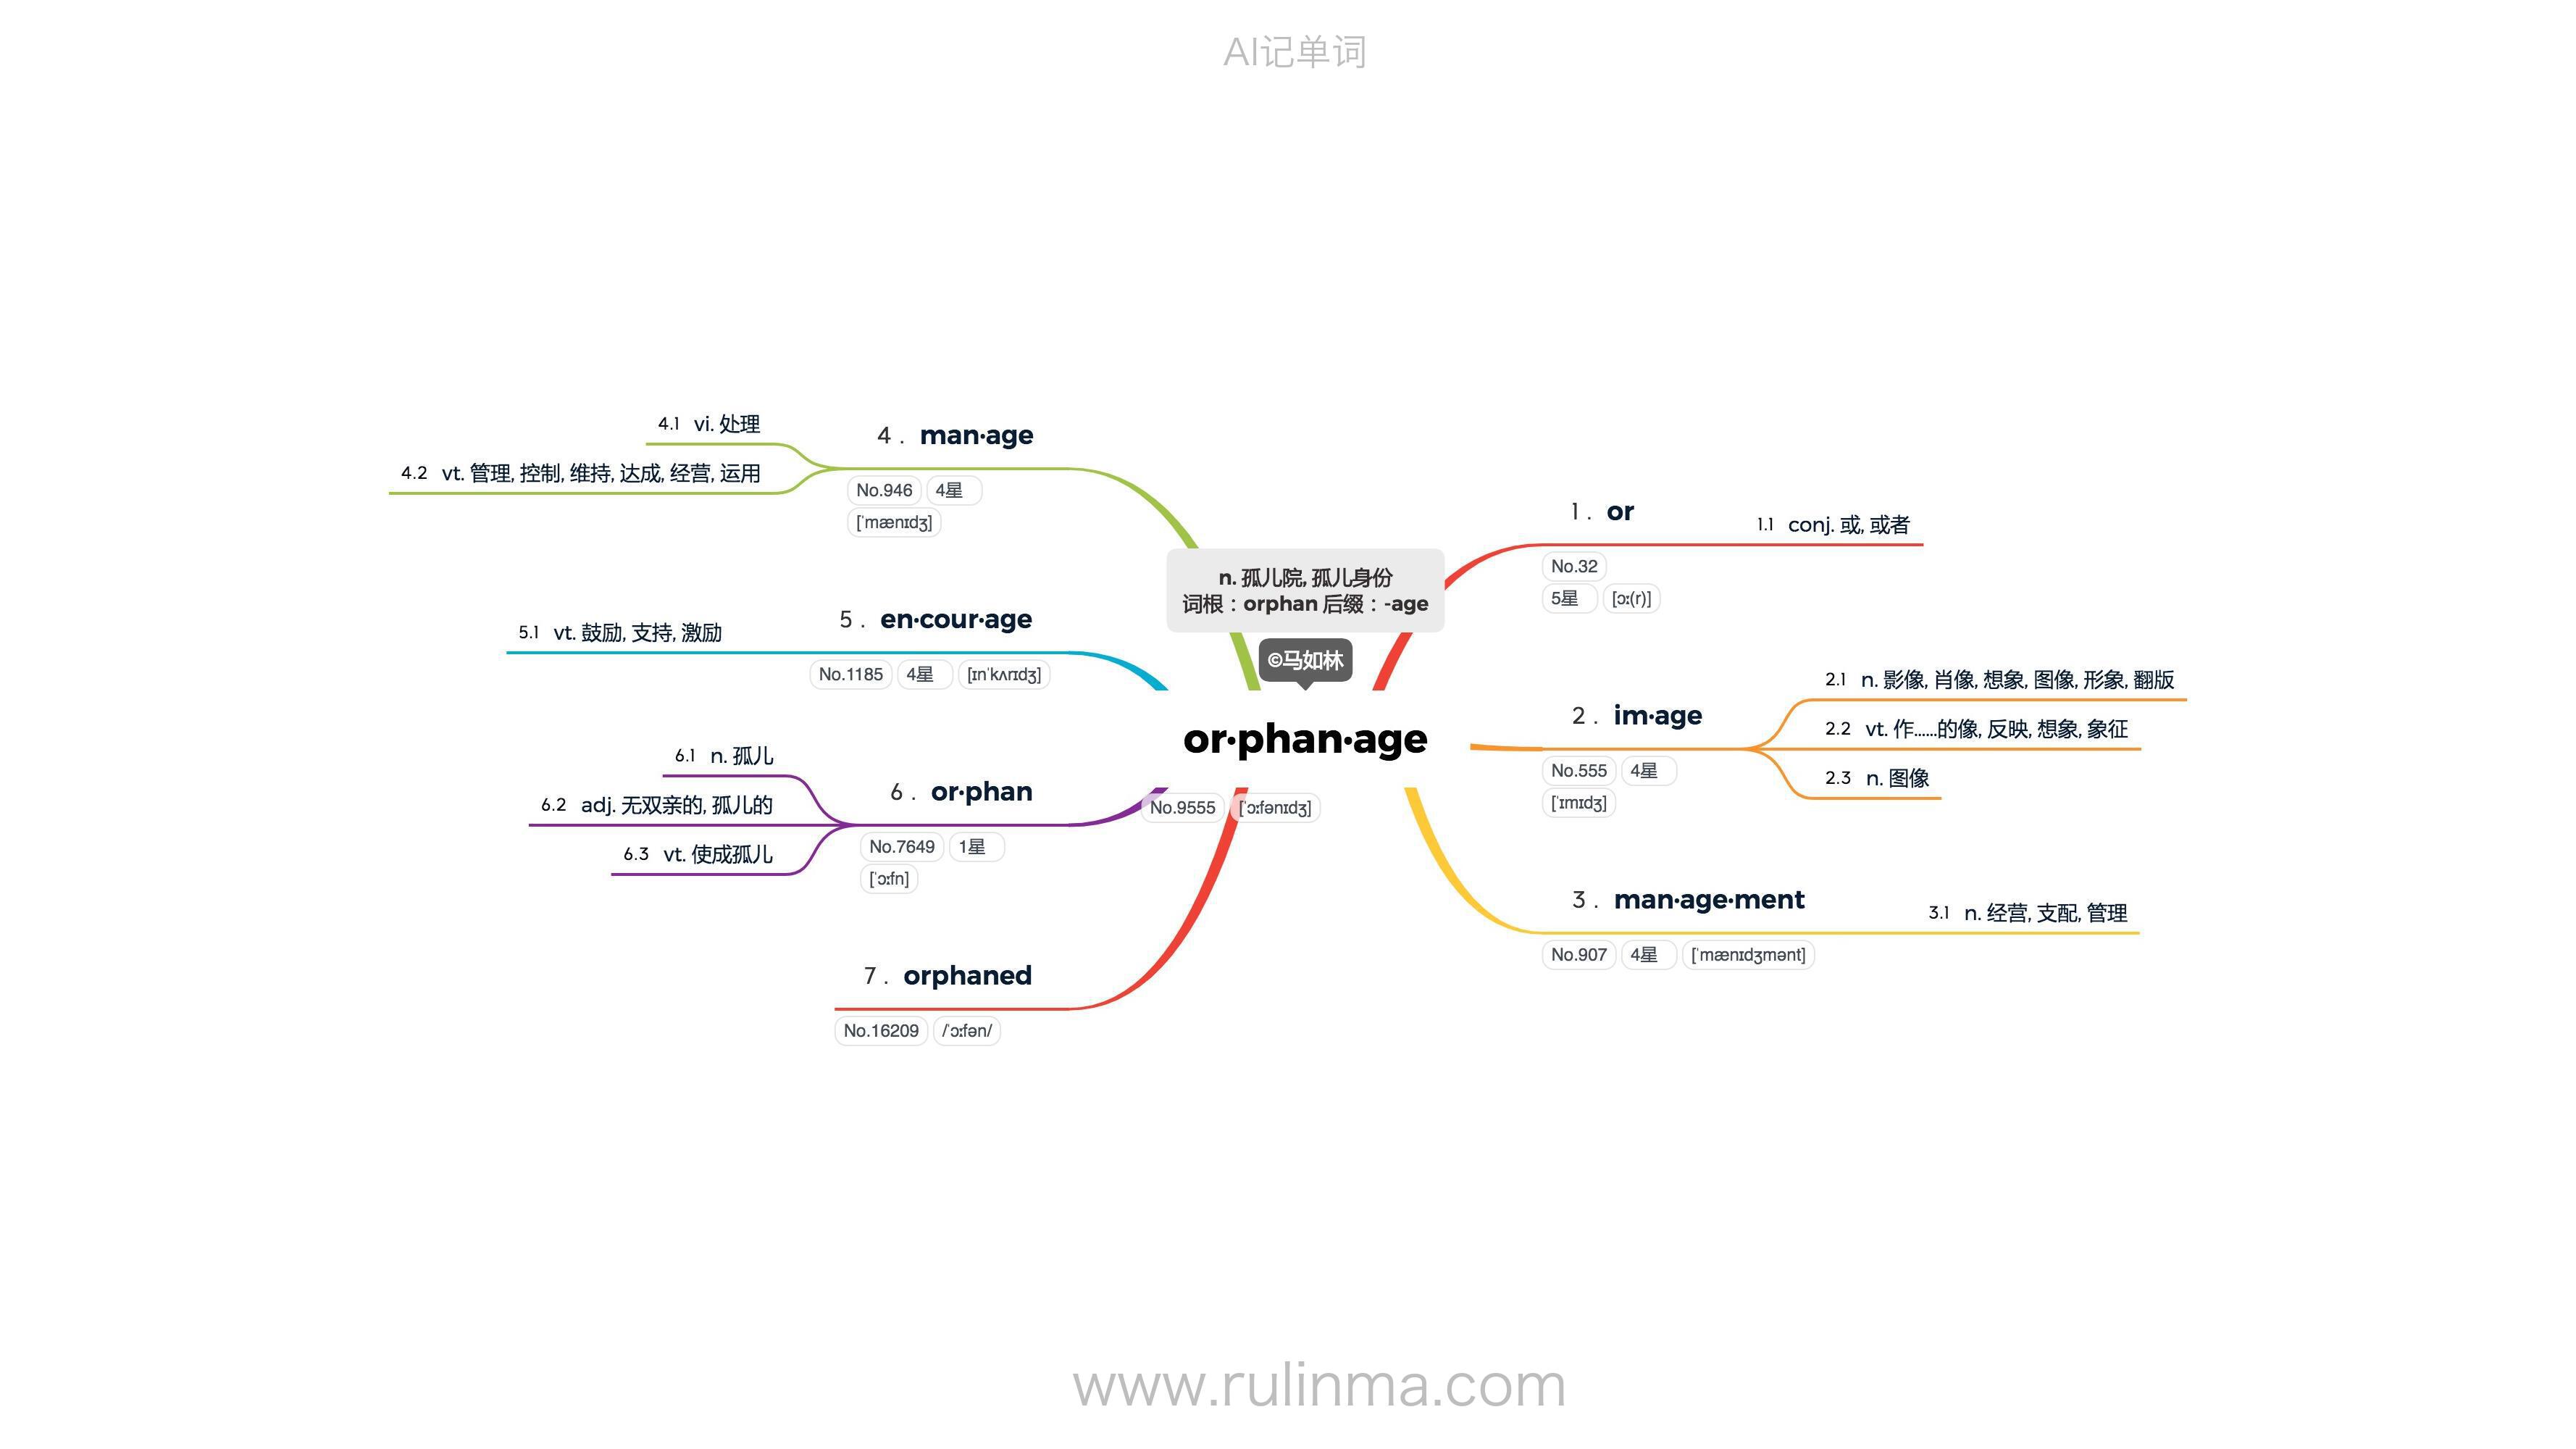 AI记单词
n. 孤儿院, 孤儿身份
词根：orphan 后缀：-age
©马如林
or·phan·age
No.9555 [ˈɔːfənɪdʒ]
1. or
No.32
5星 [ɔː(r)]
1.1 conj. 或, 或者
2. im·age
No.555 4星
[ˈɪmɪdʒ]
2.1 n. 影像, 肖像, 想象, 图像, 形象, 翻版
2.2 vt. 作……的像, 反映, 想象, 象征
2.3 n. 图像
3. man·age·ment
No.907 4星 [ˈmænɪdʒmənt]
3.1 n. 经营, 支配, 管理
4. man·age
No.946 4星
[ˈmænɪdʒ]
4.1 vi. 处理
4.2 vt. 管理, 控制, 维持, 达成, 经营, 运用
5. en·cour·age
No.1185 4星 [ɪnˈkʌrɪdʒ]
5.1 vt. 鼓励, 支持, 激励
6. or·phan
No.7649 1星
[ˈɔːfn]
6.1 n. 孤儿
6.2 adj. 无双亲的, 孤儿的
6.3 vt. 使成孤儿
7. orphaned
No.16209 /ˈɔːfən/
www.rulinma.com